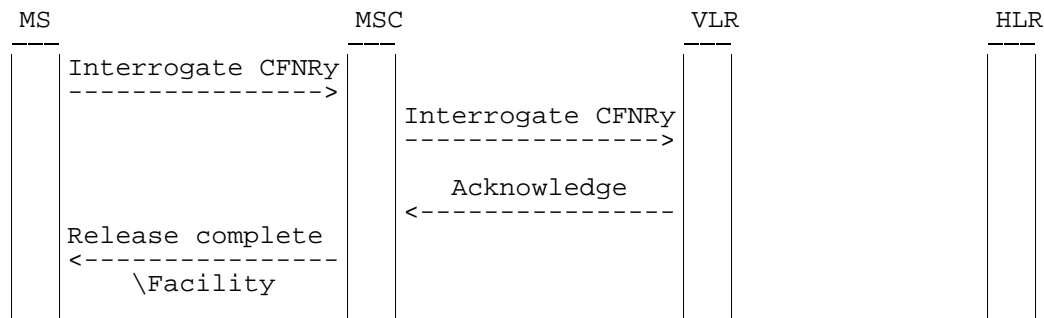 MS MSC VLR HLR
Interrogate CFNRy
---------------->
Interrogate CFNRy
---------------->
Acknowledge
<----------------
Release complete
<----------------
\Facility